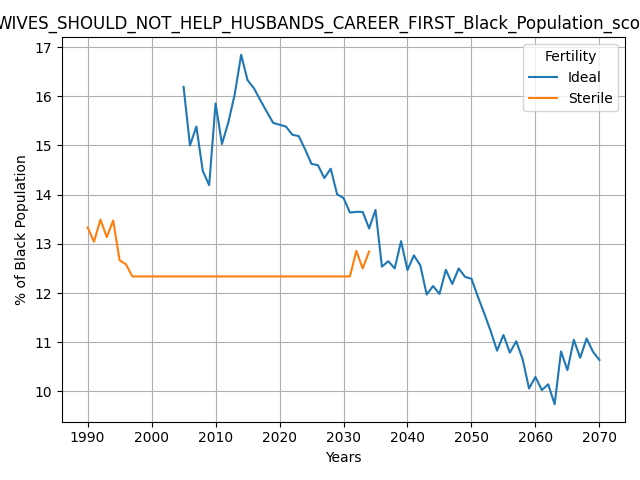 WIVES_SHOULD_NOT_HELP_HUSBANDS_CAREER_FIRST_Black_Population_sco
17
16
15
14
13
12
11
10
% of Black Population
Fertility
Ideal
Sterile
1990 2000 2010 2020 2030 2040 2050 2060 2070
Years